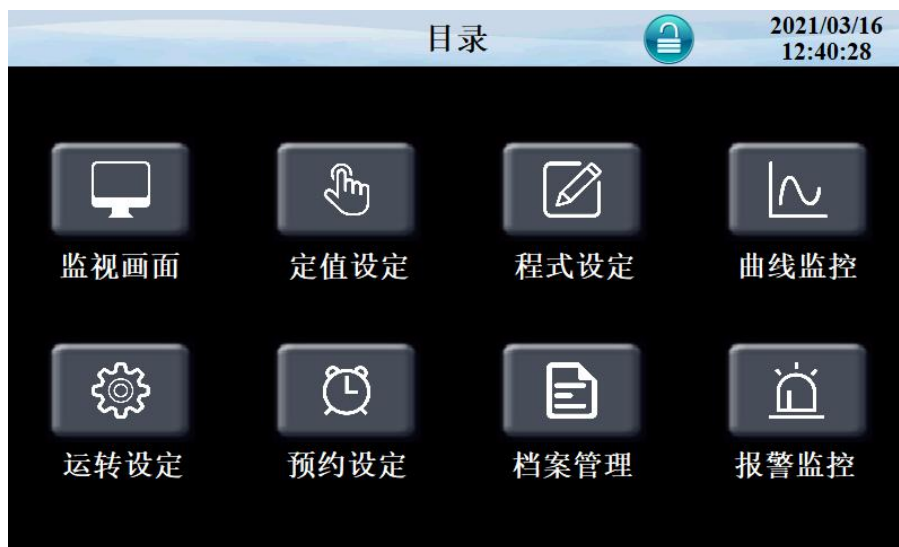 目录
2021/03/16
12:40:28
监视画面
定值设定
程式设定
曲线监控
运转设定
预约设定
档案管理
报警监控